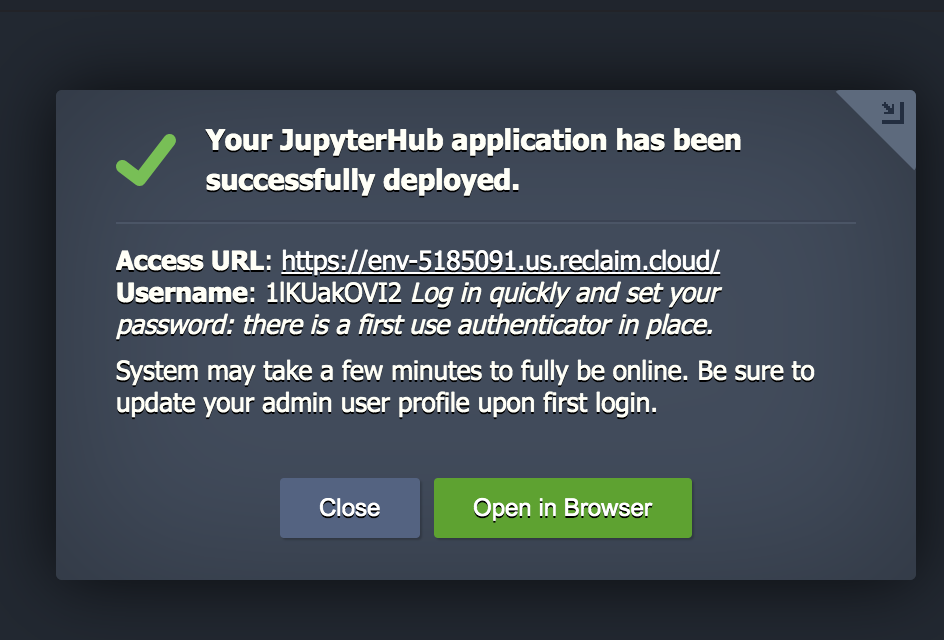 Your JupyterHub application has been
successfully deployed.
Access URL: https://env-5185091.us.reclaim.cloud/
Username: 1lKUakOVI2 Log in quickly and set your
password: there is a first use authenticator in place.
System may take a few minutes to fully be online. Be sure to
update your admin user profile upon first login.
Close
Open in Browser